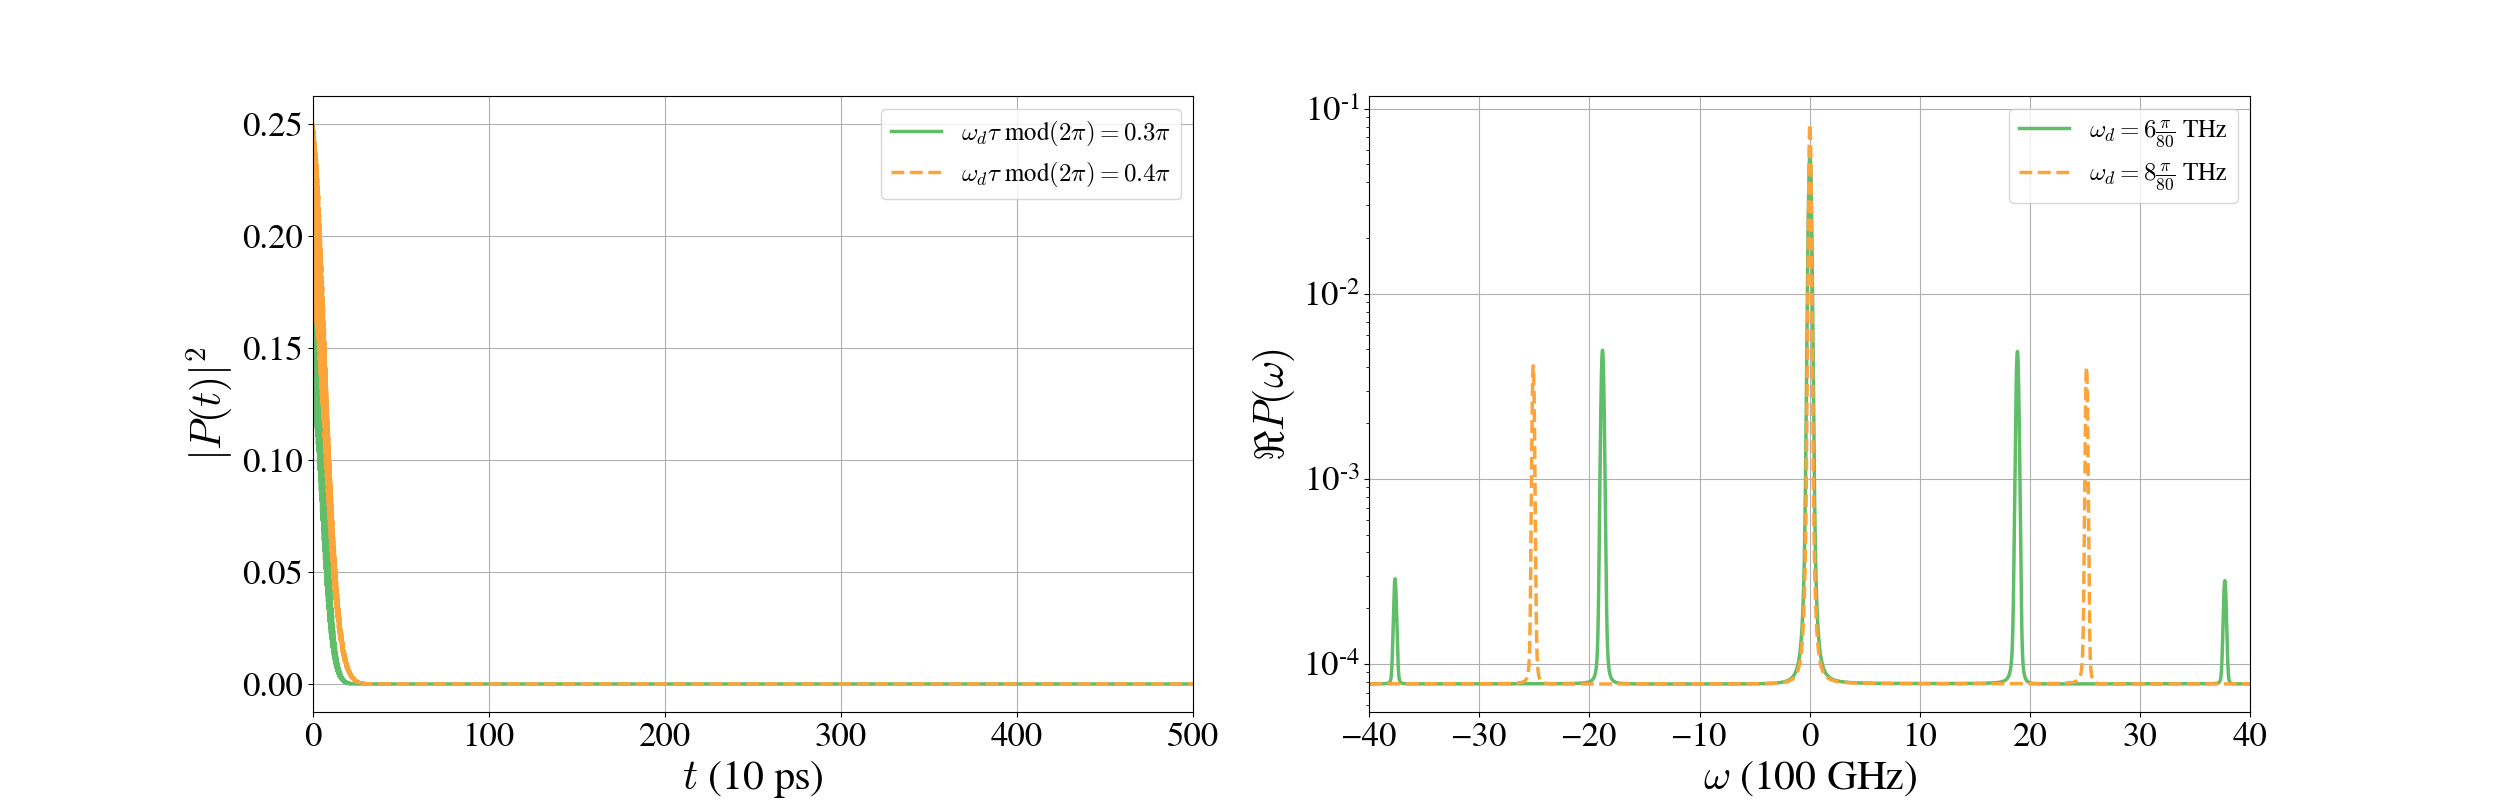 0.25
0.20
0.15
0.10
0.05
0.00
|P(t)|²
0 100 200 300 400 500
t (10 ps)
ω_d τ mod(2π) = 0.3π
ω_d τ mod(2π) = 0.4π
10⁻¹
10⁻²
10⁻³
10⁻⁴
ℜP(ω)
−40 −30 −20 −10 0 10 20 30 40
ω (100 GHz)
ω_d = 6 π/80 THz
ω_d = 8 π/80 THz